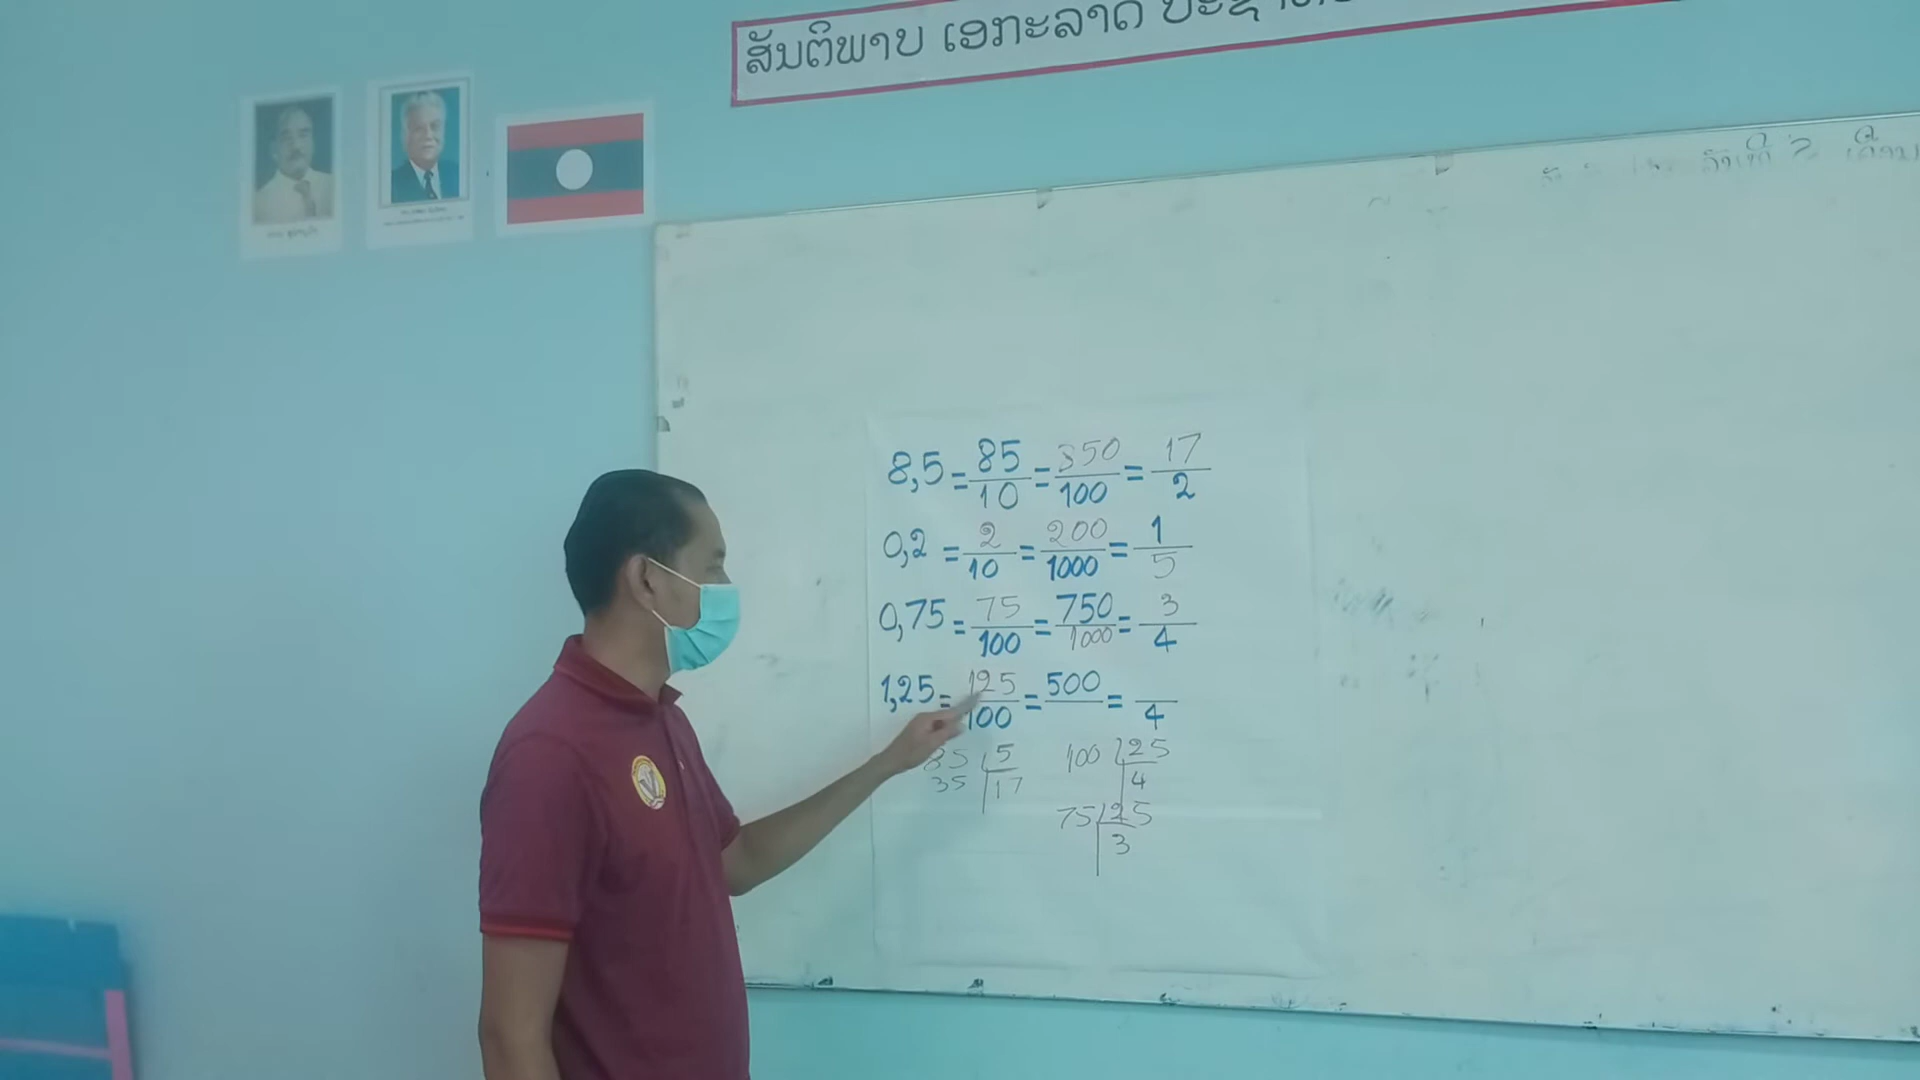 ສັນຕິພາບ ເອກະລາດ
8,5 = 85/10 = 850/100 = 17/2
0,2 = 2/10 = 200/1000 = 1/5
0,75 = 75/100 = 750/1000 = 3/4
1,25 = 125/100 = 500/ = /4
85 5
35 17
100 25
4
75 25
3